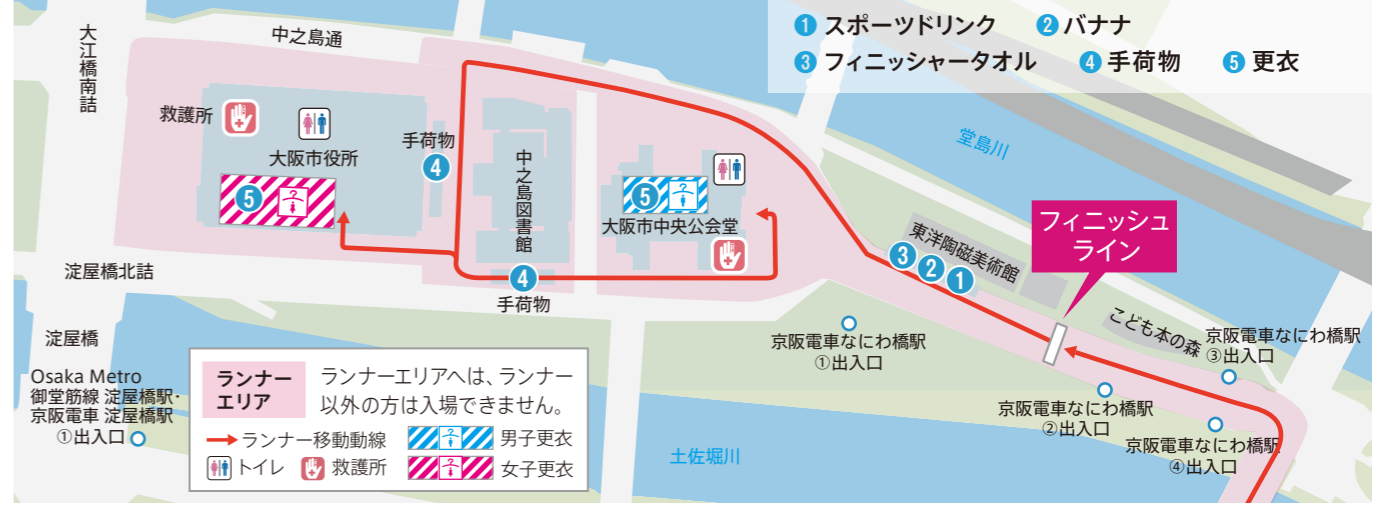 ❶ スポーツドリンク ❷ バナナ
❸ フィニッシャータオル ❹ 手荷物 ❺ 更衣
大江橋南詰
中之島通
救護所
大阪市役所
❺
手荷物
❹
中之島図書館
❺
大阪市中央公会堂
堂島川
フィニッシュ
ライン
東洋陶磁美術館
❸ ❷ ❶
こども本の森
淀屋橋北詰
❹
手荷物
淀屋橋
Osaka Metro
御堂筋線 淀屋橋駅・
京阪電車 淀屋橋駅
①出入口
京阪電車なにわ橋駅
①出入口
京阪電車なにわ橋駅
③出入口
京阪電車なにわ橋駅
②出入口
京阪電車なにわ橋駅
④出入口
土佐堀川
ランナー
エリア
ランナーエリアへは、ランナー
以外の方は入場できません。
ランナー移動動線 男子更衣
トイレ 救護所 女子更衣